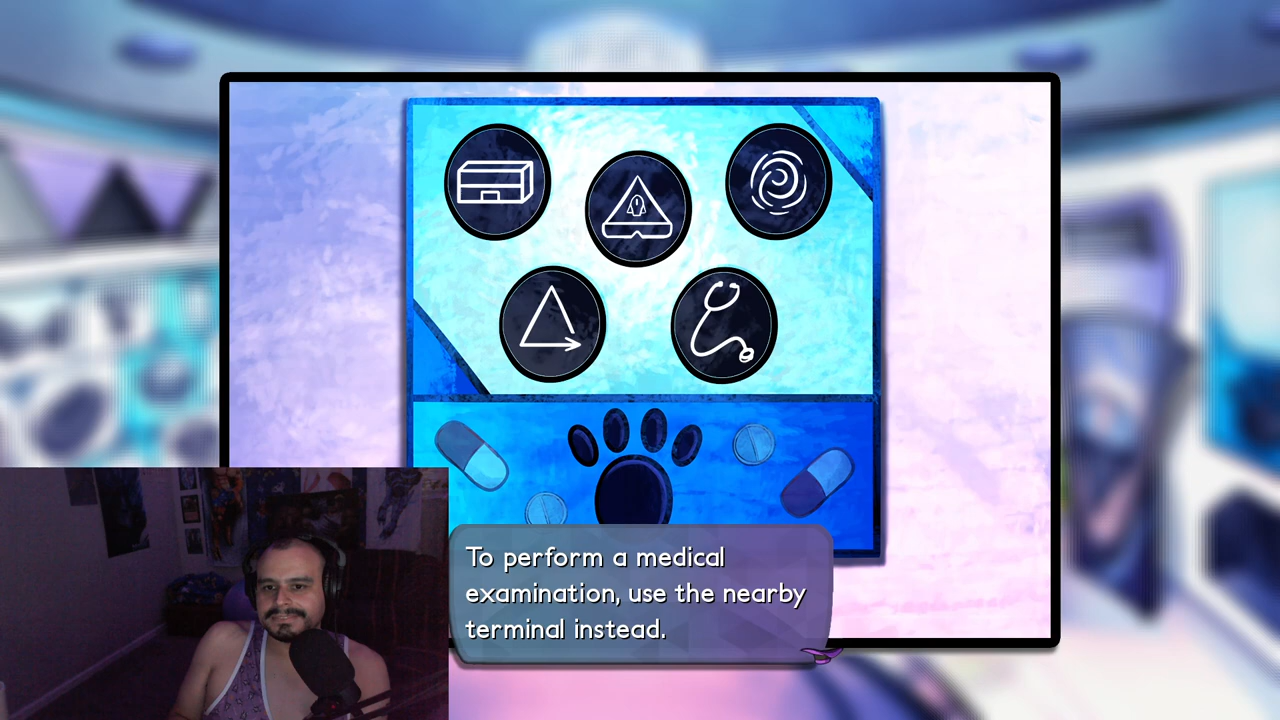 To perform a medical
examination, use the nearby
terminal instead.